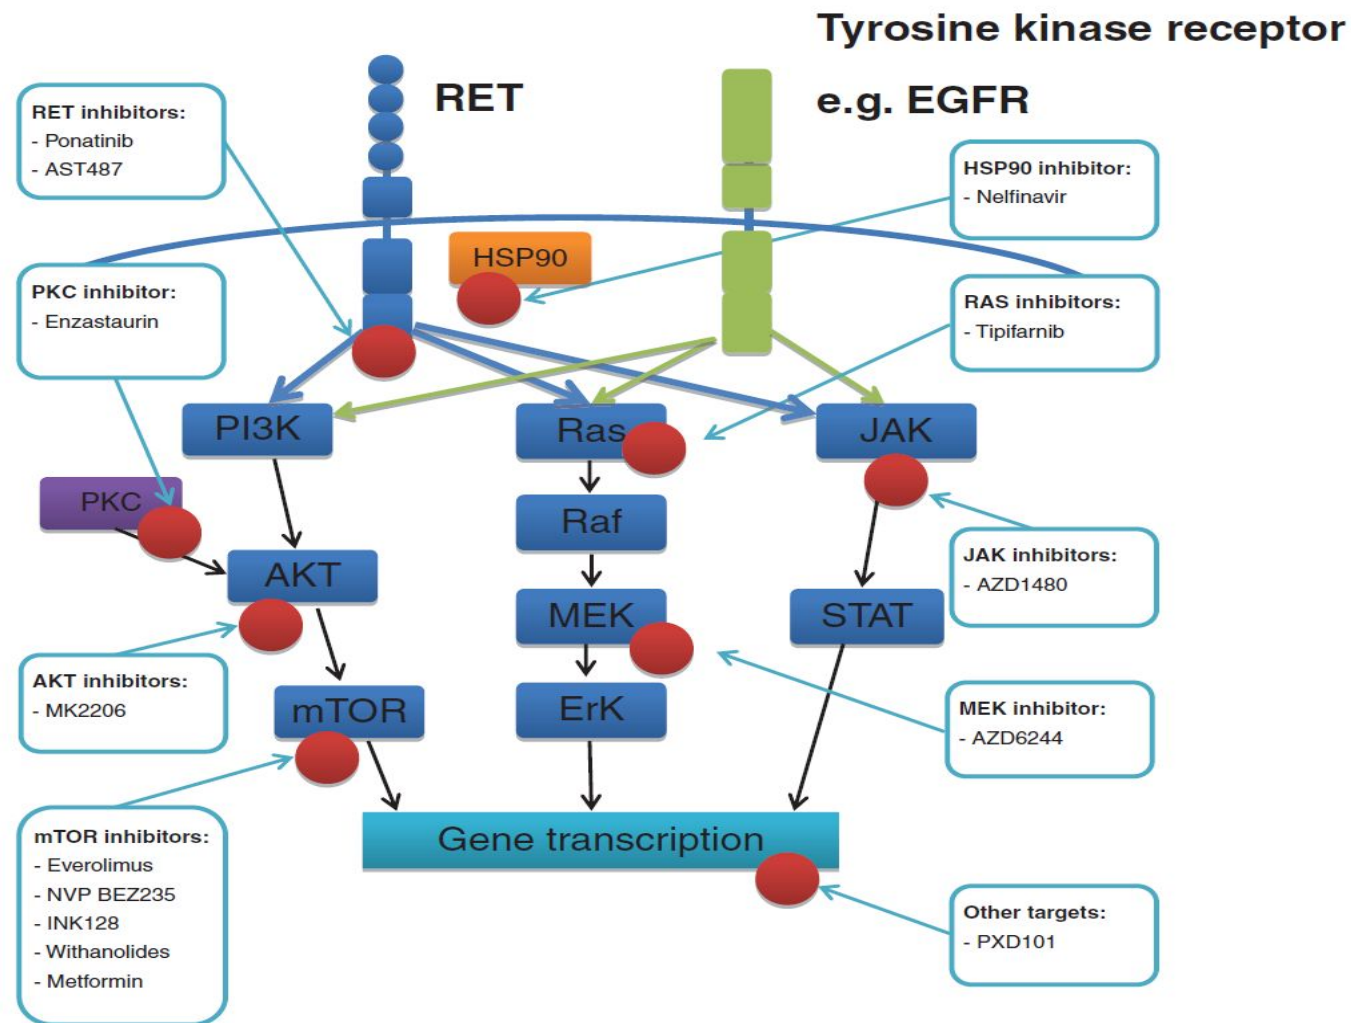 Tyrosine kinase receptor
e.g. EGFR
RET
RET inhibitors:
- Ponatinib
- AST487
HSP90 inhibitor:
- Nelfinavir
HSP90
PKC inhibitor:
- Enzastaurin
RAS inhibitors:
- Tipifarnib
PI3K
Ras
JAK
PKC
Raf
AKT
MEK
STAT
JAK inhibitors:
- AZD1480
AKT inhibitors:
- MK2206
mTOR
ErK
MEK inhibitor:
- AZD6244
mTOR inhibitors:
- Everolimus
- NVP BEZ235
- INK128
- Withanolides
- Metformin
Gene transcription
Other targets:
- PXD101